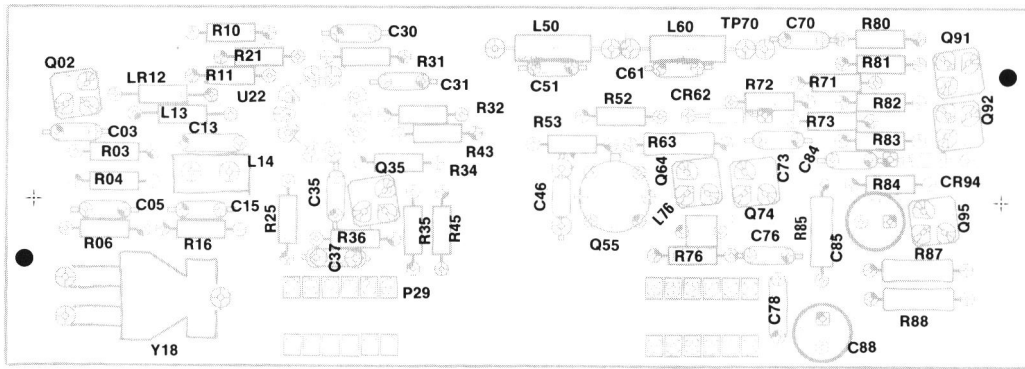 R10
C30
L50
L60
TP70
C70
R80
Q91
R21
R31
R81
Q02
R11
C31
C51
C61
R71
LR12
U22
R72
R82
L13
R32
R52
CR62
R73
Q92
C03
C13
R43
R53
R63
R83
R03
L14
Q35
R34
Q64
C73
C84
R04
R84
CR94
C05
C15
R25
C35
C46
L76
Q74
R85
Q95
R06
R16
R36
R35
R45
Q55
C76
C85
C37
R76
R87
P29
C78
R88
Y18
C88